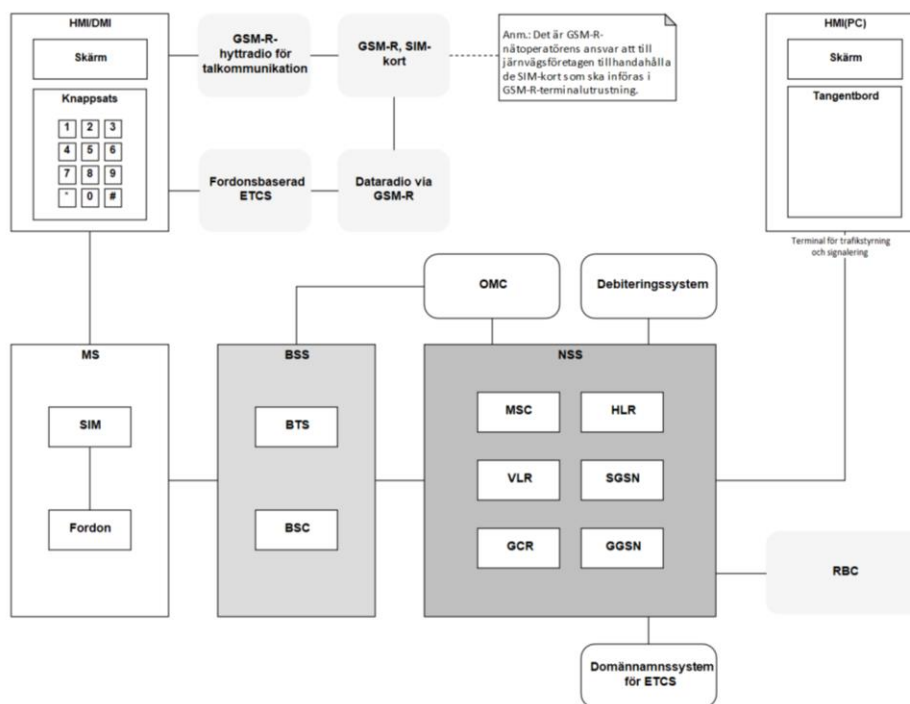 HMI/DMI
Skärm
Knappsats
1 2 3
4 5 6
7 8 9
* 0 #
GSM-R-
hyttradio för
talkommunikation
GSM-R, SIM-
kort
Anm.: Det är GSM-R-
nätoperatörens ansvar att till
järnvägsföretagen tillhandahålla
de SIM-kort som ska införas i
GSM-R-terminalutrustning.
HMI(PC)
Skärm
Tangentbord
Fordonsbaserad
ETCS
Dataradio via
GSM-R
Terminal för trafikstyrning
och signalering
OMC
Debiteringssystem
MS
SIM
Fordon
BSS
BTS
BSC
NSS
MSC
HLR
VLR
SGSN
GCR
GGSN
RBC
Domännamnssystem
för ETCS